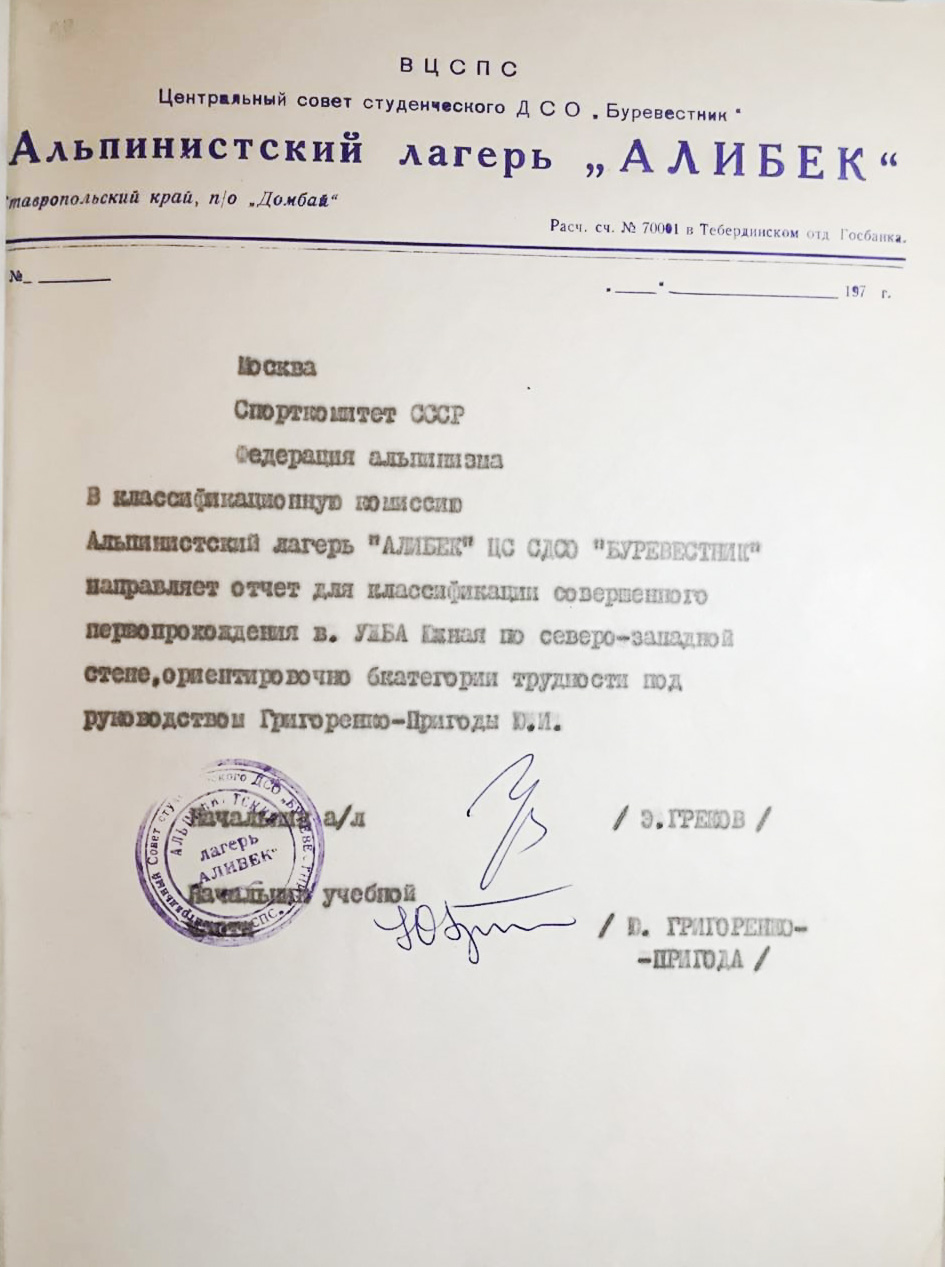 ВЦСПС
Центральный совет студенческого ДСО „Буревестник“
Альпинистский лагерь „АЛИБЕК“
Ставропольский край, п/о „Домбай“
Расч. сч. № 70001 в Тебердинском отд Госбанка.
№
197 г.
Москва
Спорткомитет СССР
Федерация альпинизма
В классификационную комиссию
Альпинистский лагерь "АЛИБЕК" ЦС СДСО "БУРЕВЕСТНИК"
направляет отчет для классификации совершенного
первопрохождения в. УЛБА Южная по северо-западной
стене,ориентировочно 6категории трудности под
руководством Григоренко-Пригоды Ю.И.
Начальник а/л / Э.ГРЕКОВ /
лагерь
АЛИБЕК"
Начальник учебной
части / Ю. ГРИГОРЕНКО-
-ПРИГОДА /